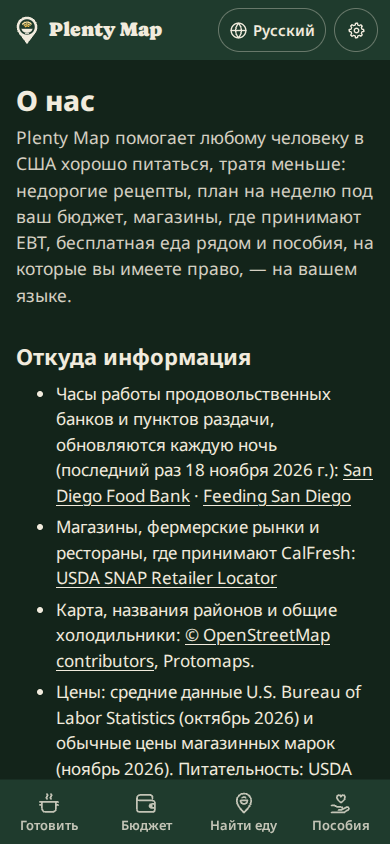 Plenty Map
Русский
О нас
Plenty Map помогает любому человеку в
США хорошо питаться, тратя меньше:
недорогие рецепты, план на неделю под
ваш бюджет, магазины, где принимают
EBT, бесплатная еда рядом и пособия, на
которые вы имеете право, — на вашем
языке.
Откуда информация
• Часы работы продовольственных
банков и пунктов раздачи,
обновляются каждую ночь
(последний раз 18 ноября 2026 г.): San
Diego Food Bank · Feeding San Diego
• Магазины, фермерские рынки и
рестораны, где принимают CalFresh:
USDA SNAP Retailer Locator
• Карта, названия районов и общие
холодильники: © OpenStreetMap
contributors, Protomaps.
• Цены: средние данные U.S. Bureau of
Labor Statistics (октябрь 2026) и
обычные цены магазинных марок
(ноябрь 2026). Питательность: USDA
Готовить
Бюджет
Найти еду
Пособия